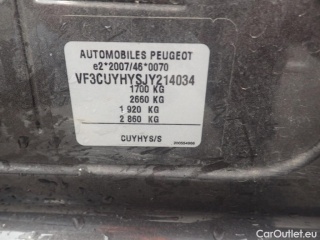 AUTOMOBILES PEUGEOT
e2*2007/46*0070
VF3CUYHYSJY214034
1700 KG
2660 KG
1 920 KG
2 860 KG
CUYHYS/S
CarOutlet.eu